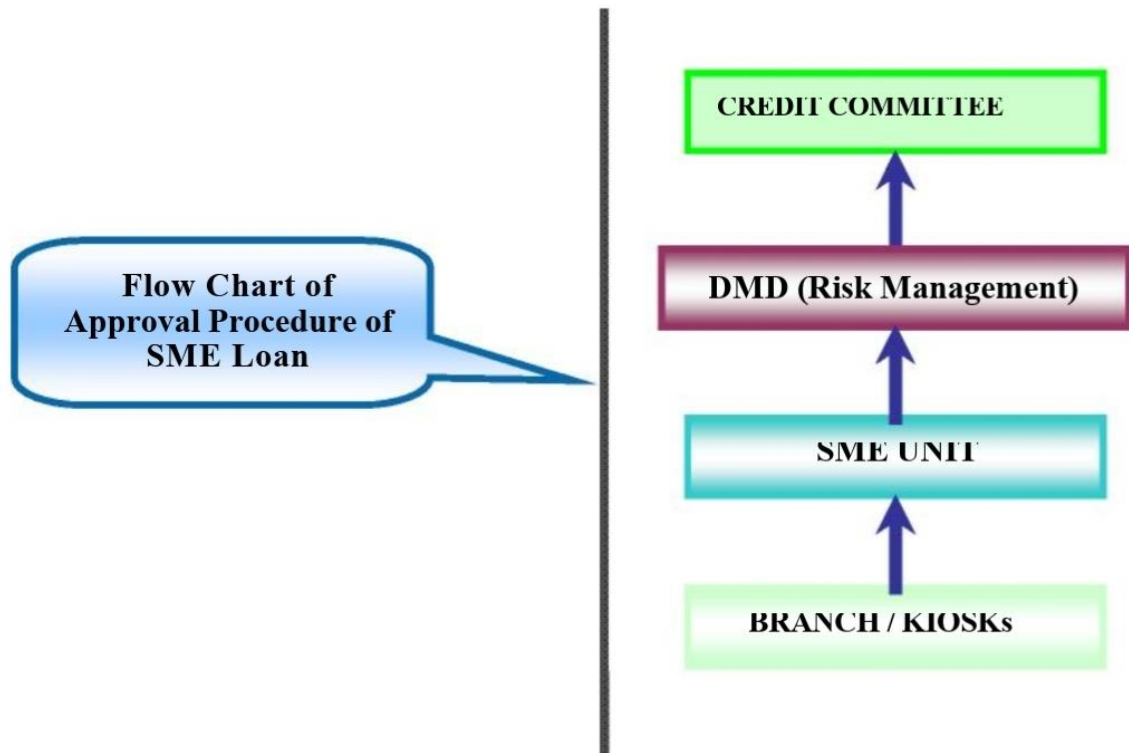 Flow Chart of
Approval Procedure of
SME Loan
CREDIT COMMITTEE
DMD (Risk Management)
SME UNIT
BRANCH / KIOSKs